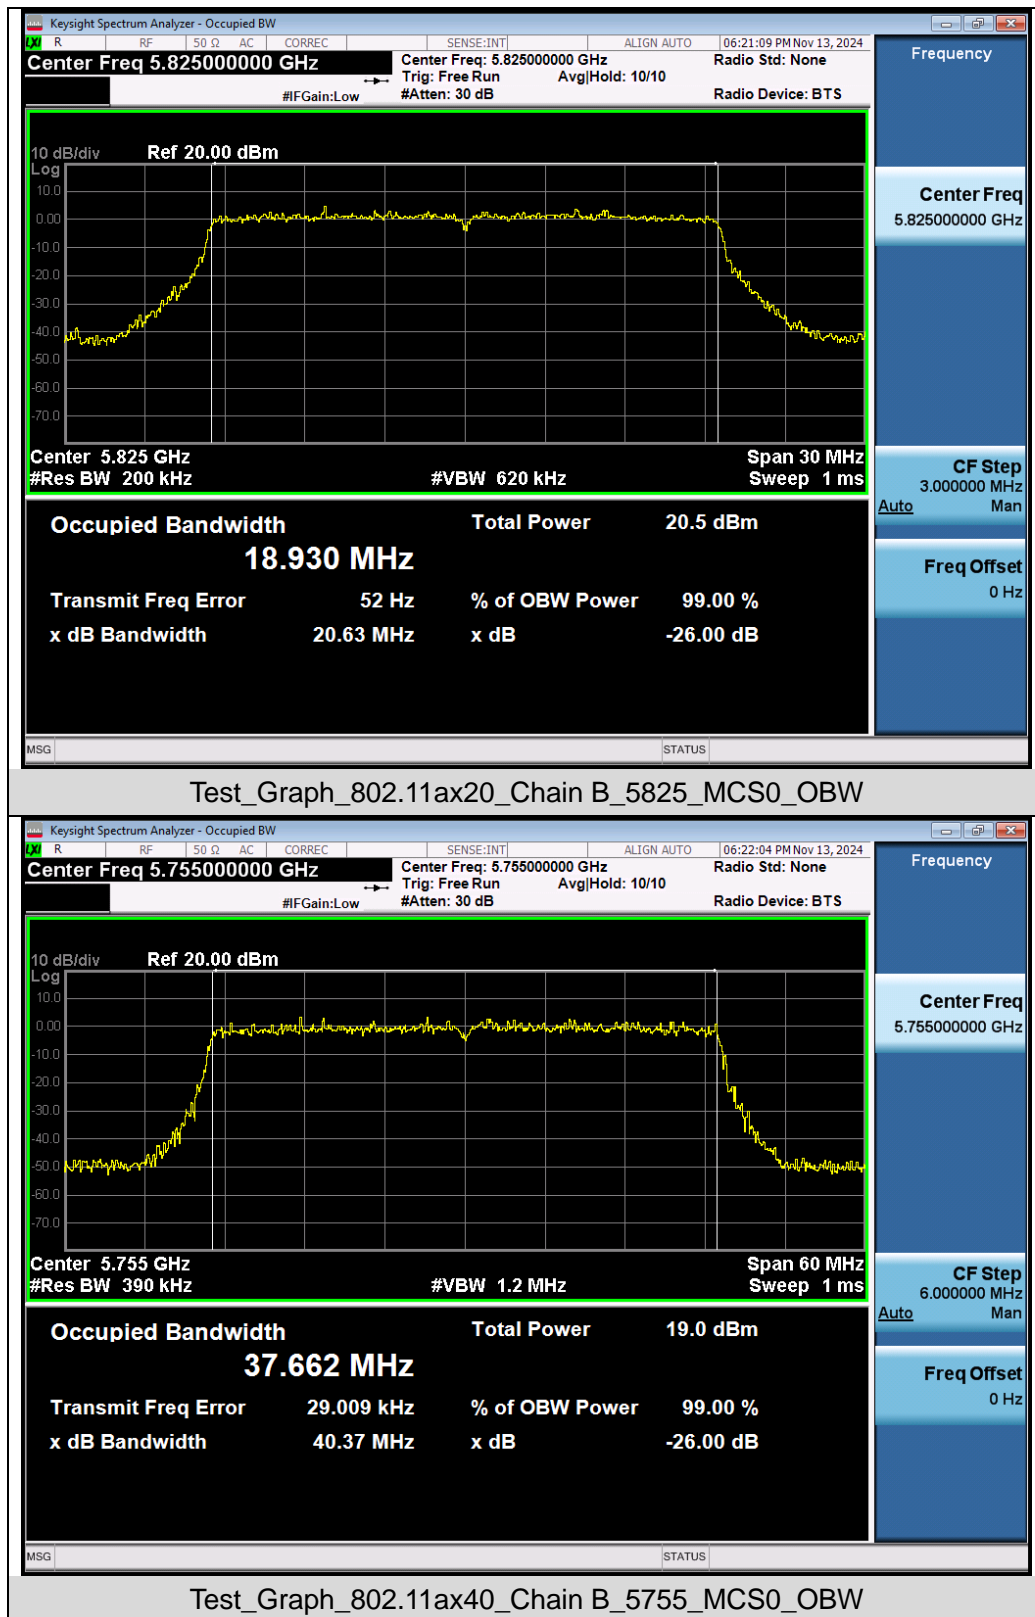 Keysight Spectrum Analyzer - Occupied BW
LXI R RF 50 Ω AC CORREC SENSE:INT ALIGN AUTO 06:21:09 PM Nov 13, 2024
Center Freq 5.825000000 GHz
Center Freq: 5.825000000 GHz Radio Std: None
Trig: Free Run Avg|Hold: 10/10
#IFGain:Low #Atten: 30 dB Radio Device: BTS
Frequency
10 dB/div Ref 20.00 dBm
Log
10.0
0.00
-10.0
-20.0
-30.0
-40.0
-50.0
-60.0
-70.0
Center 5.825 GHz Span 30 MHz
#Res BW 200 kHz #VBW 620 kHz Sweep 1 ms
Center Freq
5.825000000 GHz
CF Step
3.000000 MHz
Auto Man
Freq Offset
0 Hz
Occupied Bandwidth Total Power 20.5 dBm
18.930 MHz
Transmit Freq Error 52 Hz % of OBW Power 99.00 %
x dB Bandwidth 20.63 MHz x dB -26.00 dB
MSG STATUS
Test_Graph_802.11ax20_Chain B_5825_MCS0_OBW
Keysight Spectrum Analyzer - Occupied BW
LXI R RF 50 Ω AC CORREC SENSE:INT ALIGN AUTO 06:22:04 PM Nov 13, 2024
Center Freq 5.755000000 GHz
Center Freq: 5.755000000 GHz Radio Std: None
Trig: Free Run Avg|Hold: 10/10
#IFGain:Low #Atten: 30 dB Radio Device: BTS
Frequency
10 dB/div Ref 20.00 dBm
Log
10.0
0.00
-10.0
-20.0
-30.0
-40.0
-50.0
-60.0
-70.0
Center 5.755 GHz Span 60 MHz
#Res BW 390 kHz #VBW 1.2 MHz Sweep 1 ms
Center Freq
5.755000000 GHz
CF Step
6.000000 MHz
Auto Man
Freq Offset
0 Hz
Occupied Bandwidth Total Power 19.0 dBm
37.662 MHz
Transmit Freq Error 29.009 kHz % of OBW Power 99.00 %
x dB Bandwidth 40.37 MHz x dB -26.00 dB
MSG STATUS
Test_Graph_802.11ax40_Chain B_5755_MCS0_OBW